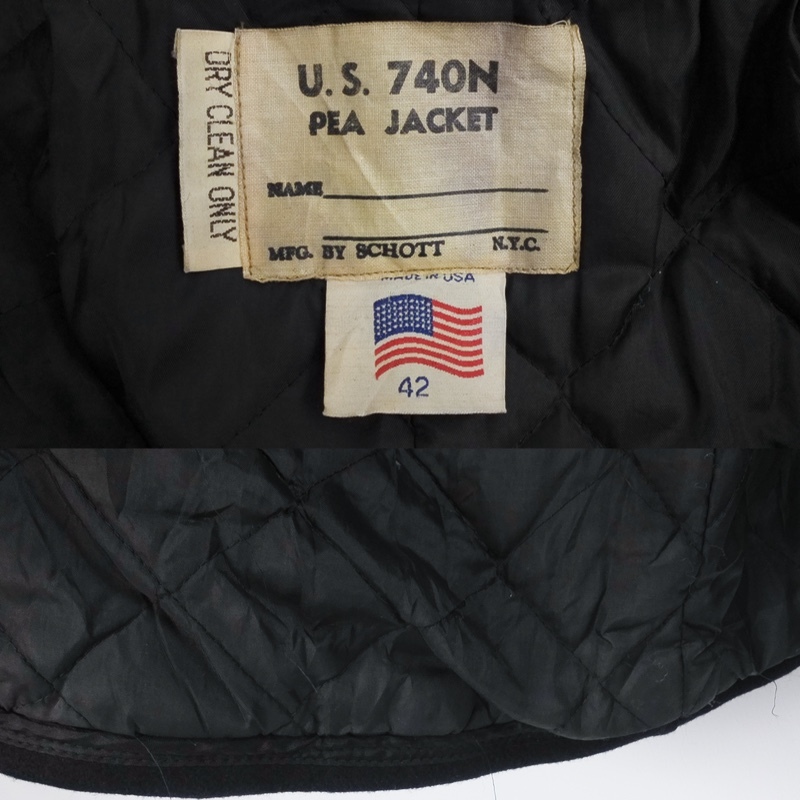 DRY CLEAN ONLY
U.S. 740N
PEA JACKET
NAME
MFG. BY SCHOTT N.Y.C.
MADE IN USA
42